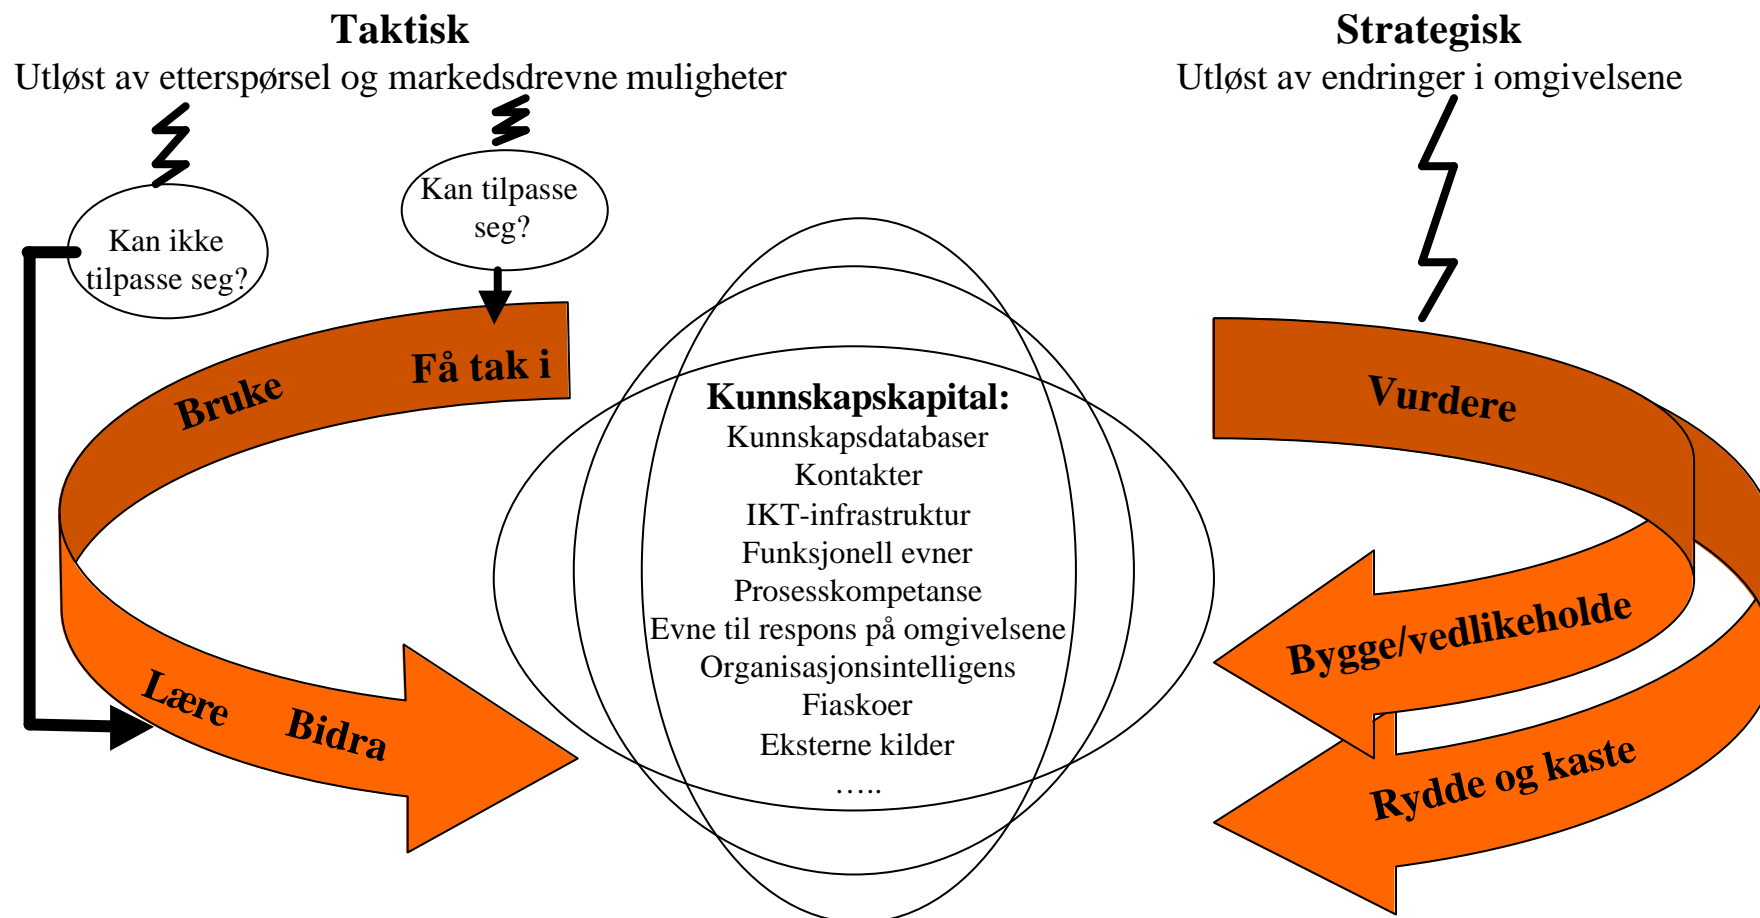 Taktisk
Utløst av etterspørsel og markedsdrevne muligheter
Strategisk
Utløst av endringer i omgivelsene
Kan ikke
tilpasse seg?
Kan tilpasse
seg?
Få tak i
Bruke
Lære
Bidra
Kunnskapskapital:
Kunnskapsdatabaser
Kontakter
IKT-infrastruktur
Funksjonell evner
Prosesskompetanse
Evne til respons på omgivelsene
Organisasjonsintelligens
Fiaskoer
Eksterne kilder
…..
Vurdere
Bygge/vedlikeholde
Rydde og kaste